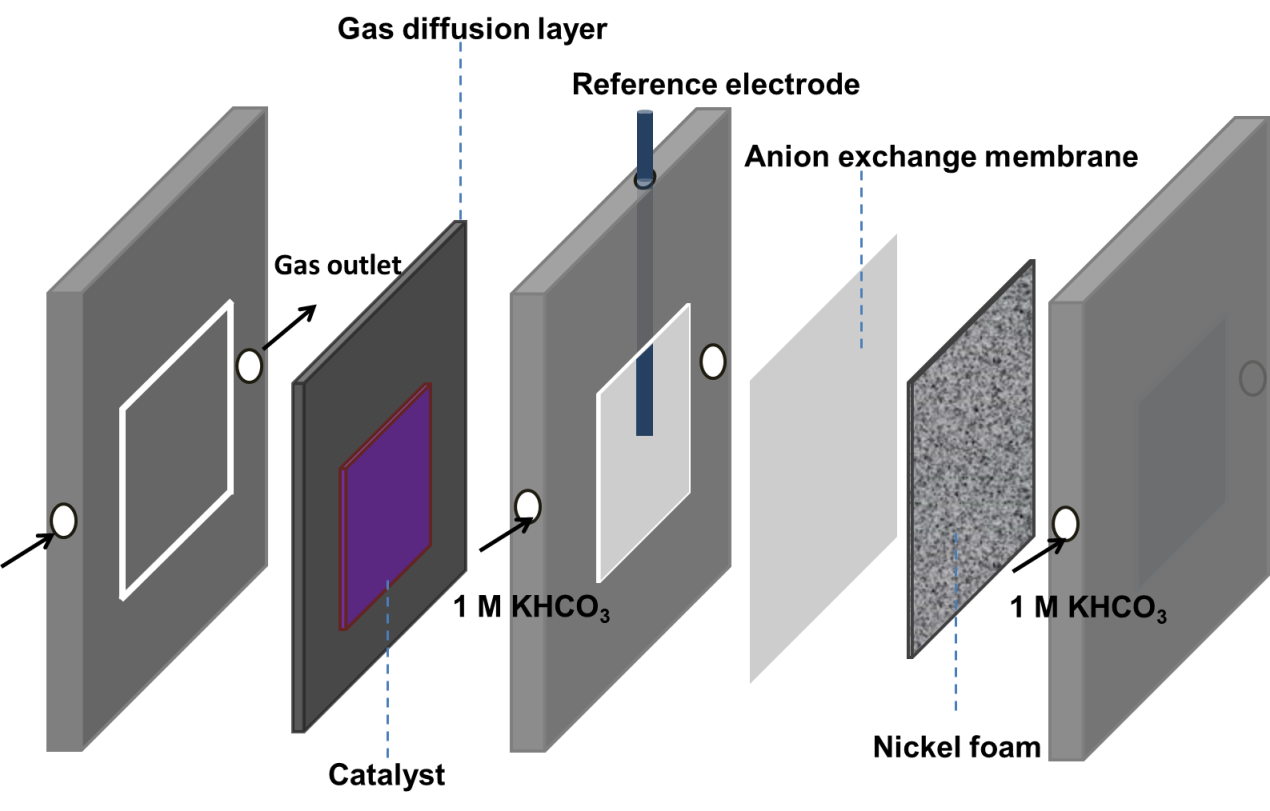 Gas diffusion layer
Reference electrode
Anion exchange membrane
Gas outlet
1 M KHCO₃
1 M KHCO₃
Nickel foam
Catalyst